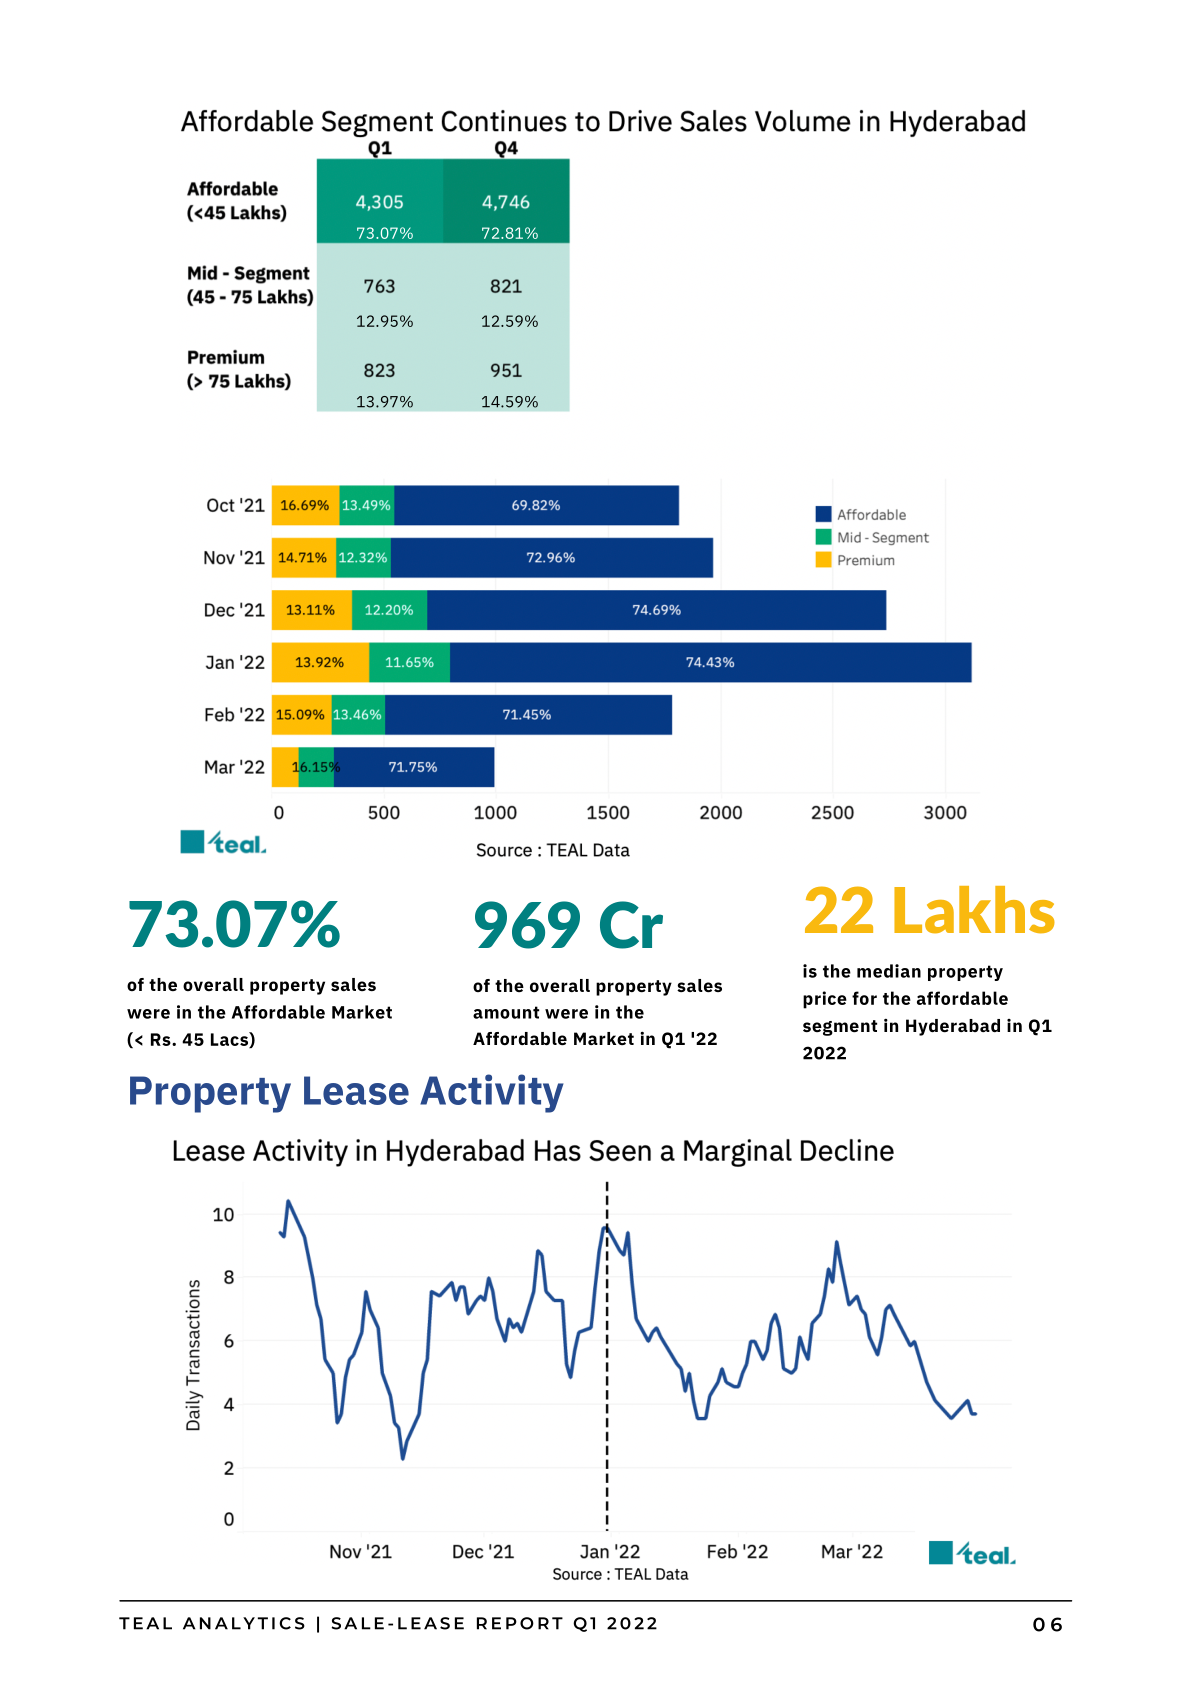 Affordable Segment Continues to Drive Sales Volume in Hyderabad
Q1 Q4
Affordable
(<45 Lakhs)
4,305 4,746
73.07% 72.81%
Mid - Segment
(45 - 75 Lakhs)
763 821
12.95% 12.59%
Premium
(> 75 Lakhs)
823 951
13.97% 14.59%
Oct '21 16.69% 13.49% 69.82%
Nov '21 14.71% 12.32% 72.96%
Dec '21 13.11% 12.20% 74.69%
Jan '22 13.92% 11.65% 74.43%
Feb '22 15.09% 13.46% 71.45%
Mar '22 16.15% 71.75%
Affordable
Mid - Segment
Premium
0 500 1000 1500 2000 2500 3000
teal.
Source : TEAL Data
73.07%
of the overall property sales
were in the Affordable Market
(< Rs. 45 Lacs)
969 Cr
of the overall property sales
amount were in the
Affordable Market in Q1 '22
22 Lakhs
is the median property
price for the affordable
segment in Hyderabad in Q1
2022
Property Lease Activity
Lease Activity in Hyderabad Has Seen a Marginal Decline
Daily Transactions
10
8
6
4
2
0
Nov '21 Dec '21 Jan '22 Feb '22 Mar '22
Source : TEAL Data
teal.
TEAL ANALYTICS | SALE-LEASE REPORT Q1 2022
06